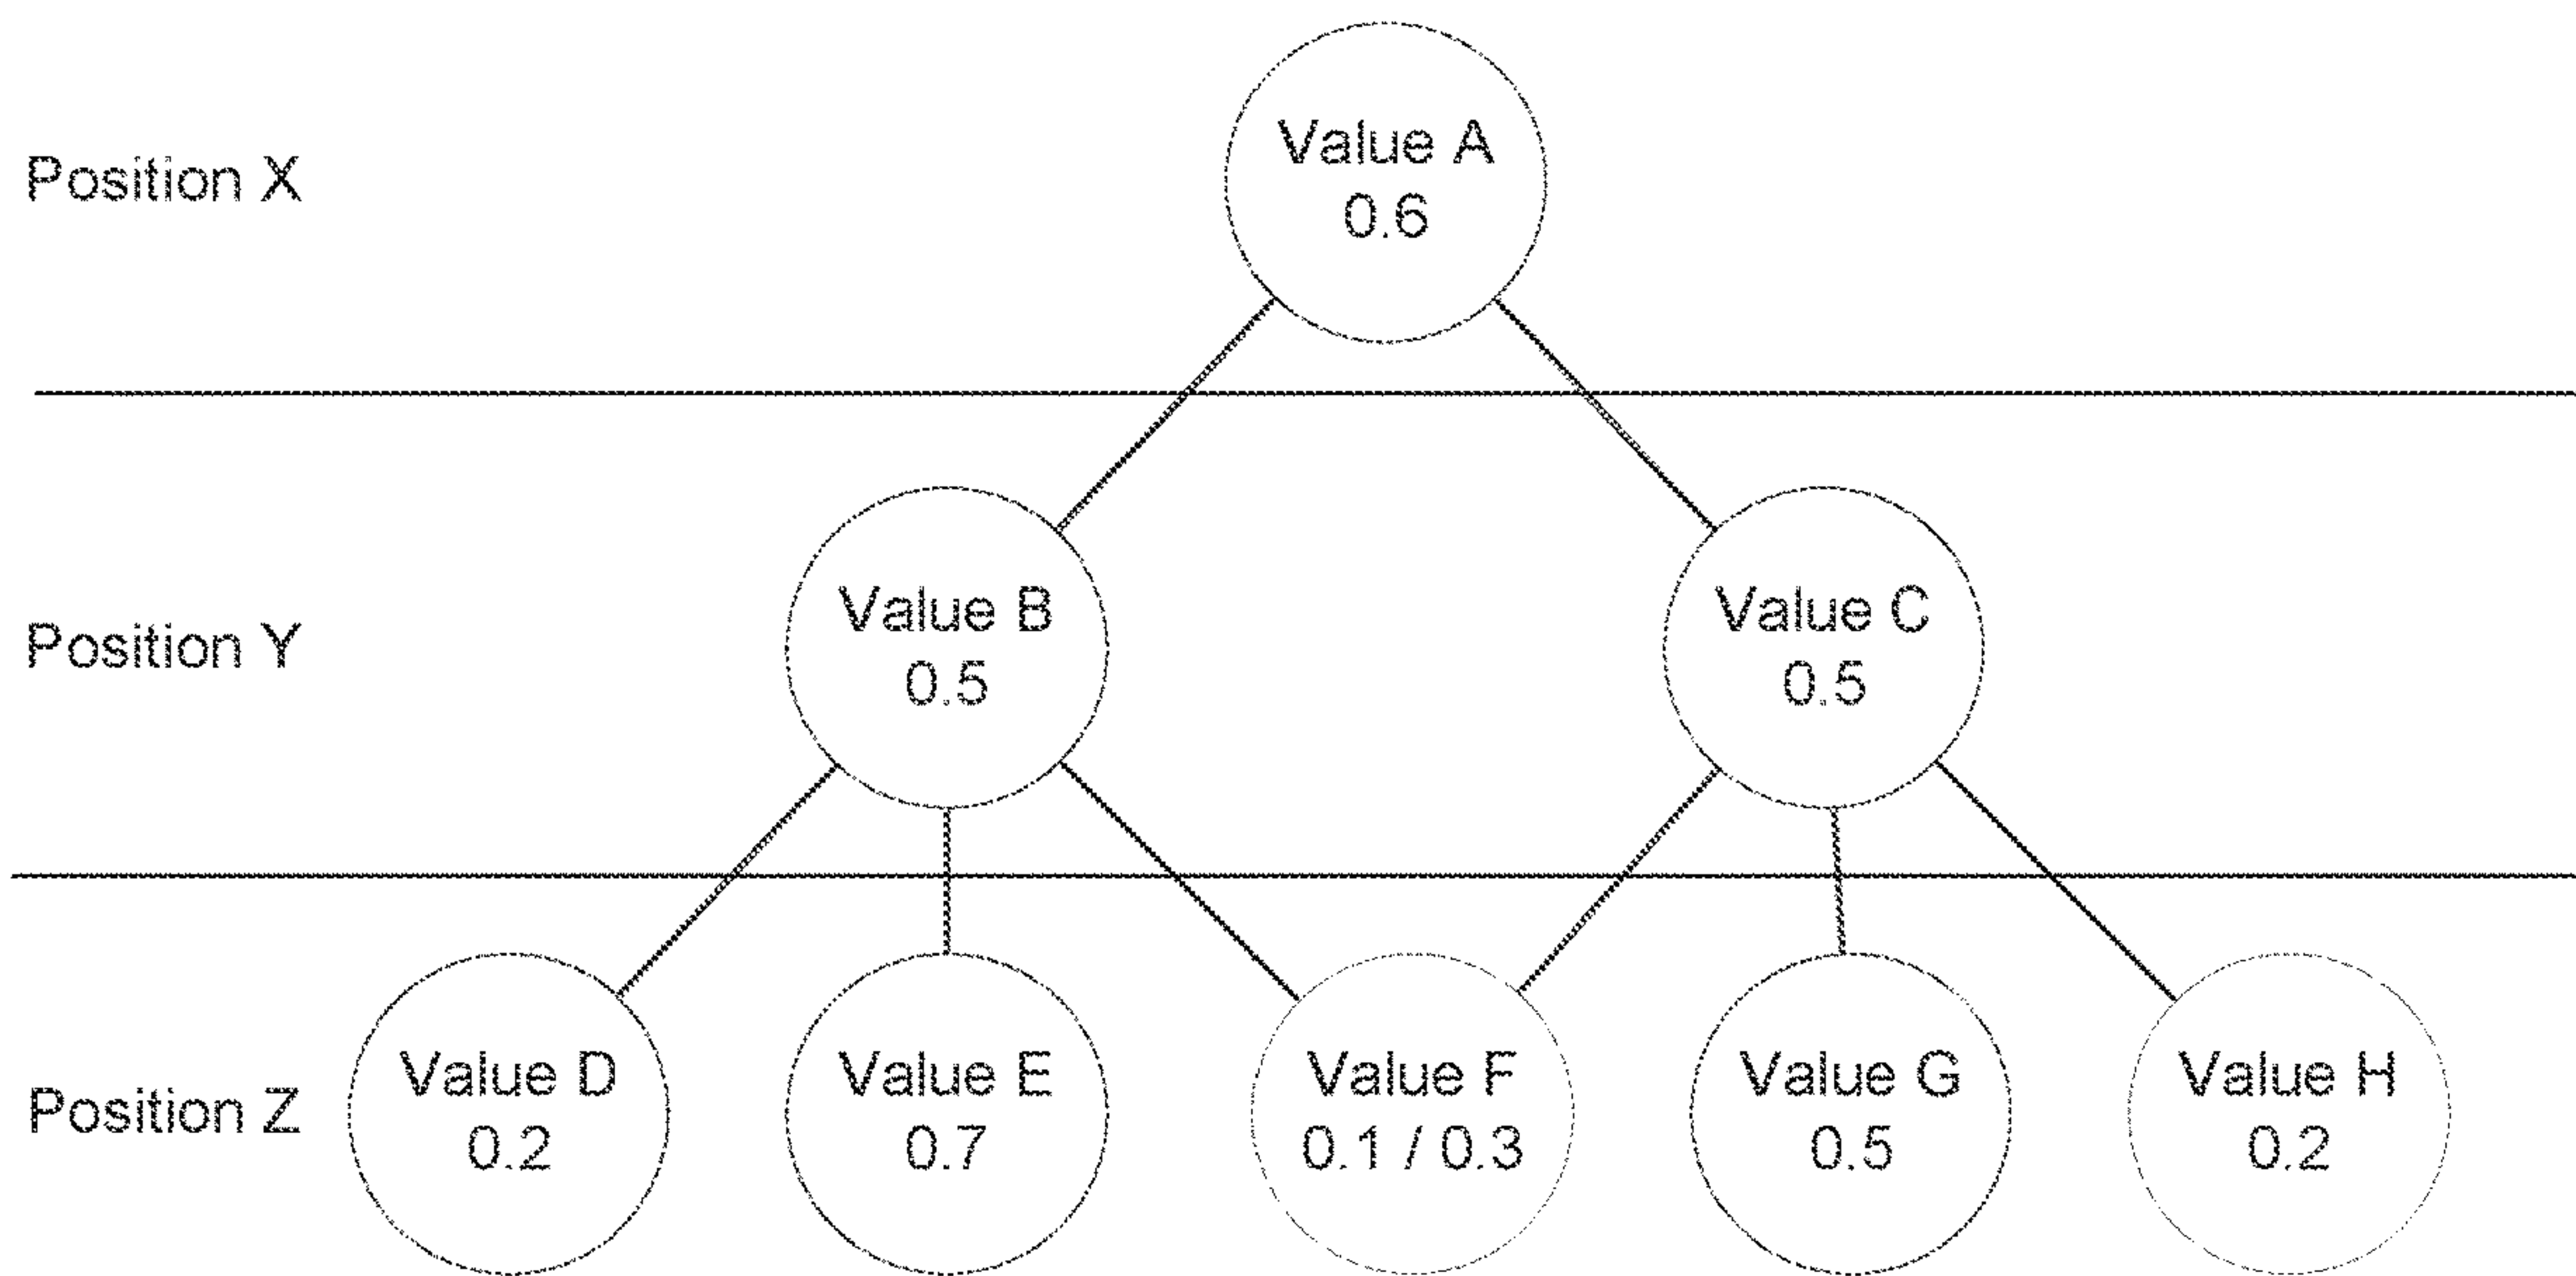 Value A
0.6
Position X
Value B
0.5
Value C
0.5
Position Y
Value D
0.2
Value E
0.7
Value F
0.1 / 0.3
Value G
0.5
Value H
0.2
Position Z